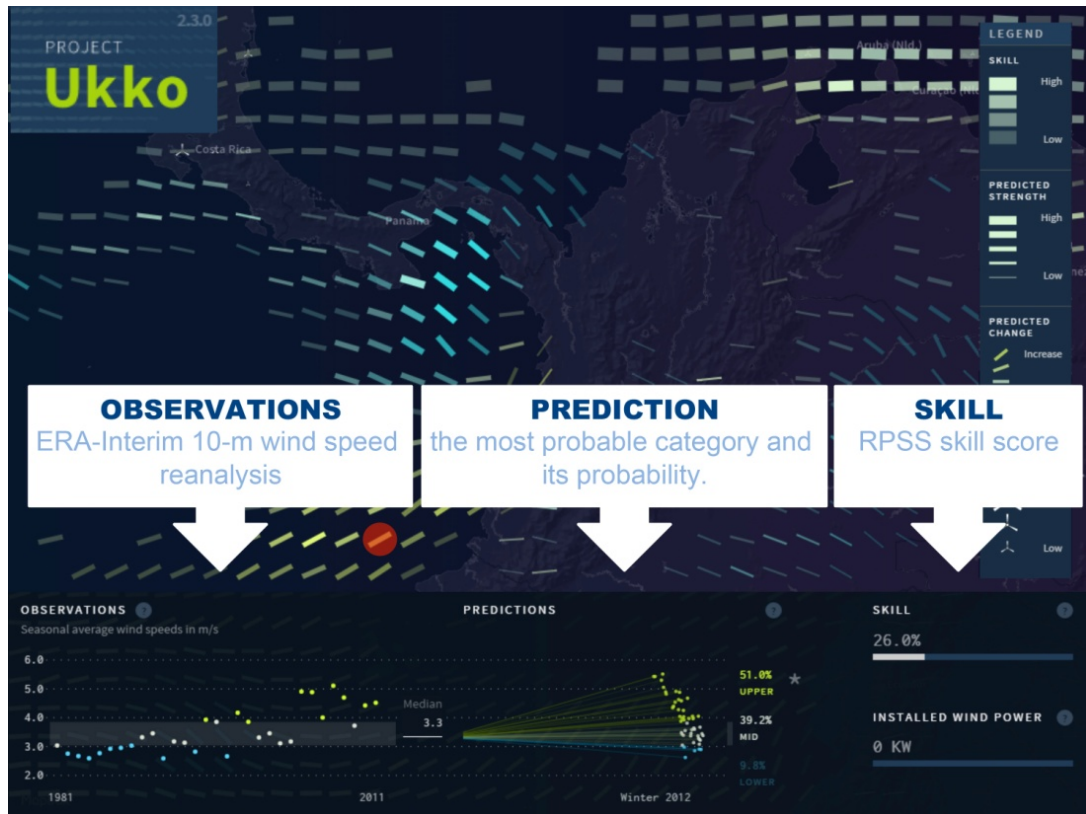 2.3.0
PROJECT
Ukko
LEGEND
SKILL
High
Low
PREDICTED
STRENGTH
High
Low
PREDICTED
CHANGE
Increase
Low
Aruba (Nld.)
Curaçao
Costa Rica
Panama
OBSERVATIONS
ERA-Interim 10-m wind speed
reanalysis
PREDICTION
the most probable category and
its probability.
SKILL
RPSS skill score
OBSERVATIONS ?
Seasonal average wind speeds in m/s
6.0
5.0
4.0
3.0
2.0
1981
2011
Median
3.3
PREDICTIONS ?
51.0%
UPPER
*
39.2%
MID
9.8%
LOWER
Winter 2012
SKILL ?
26.0%
INSTALLED WIND POWER ?
0 KW